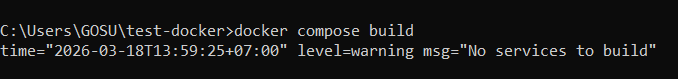 C:\Users\GOSU\test-docker>docker compose build
time="2026-03-18T13:59:25+07:00" level=warning msg="No services to build"